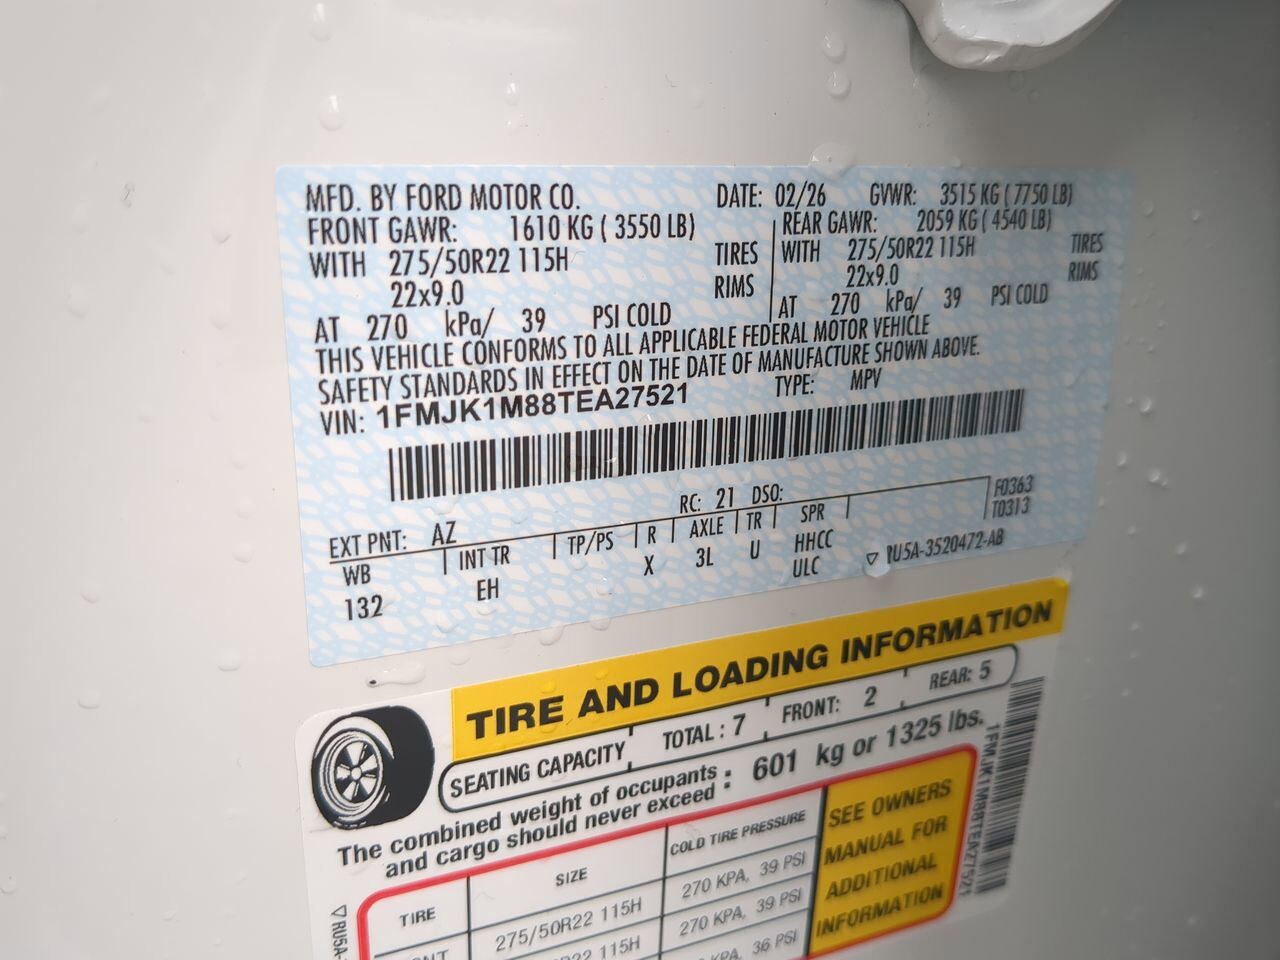 MFD. BY FORD MOTOR CO. DATE: 02/26 GVWR: 3515 KG ( 7750 LB)
FRONT GAWR: 1610 KG ( 3550 LB) REAR GAWR: 2059 KG ( 4540 LB)
WITH 275/50R22 115H TIRES WITH 275/50R22 115H TIRES
22x9.0 RIMS 22x9.0 RIMS
AT 270 kPa/ 39 PSI COLD AT 270 kPa/ 39 PSI COLD
THIS VEHICLE CONFORMS TO ALL APPLICABLE FEDERAL MOTOR VEHICLE
SAFETY STANDARDS IN EFFECT ON THE DATE OF MANUFACTURE SHOWN ABOVE.
VIN: 1FMJK1M88TEA27521 TYPE: MPV
RC: 21 DSO: F0363
EXT PNT: AZ T0313
WB INT TR TP/PS R AXLE TR SPR
132 EH X 3L U HHCC
ULC ▽ RU5A-3520472-AB
TIRE AND LOADING INFORMATION
SEATING CAPACITY TOTAL : 7 FRONT: 2 REAR: 5
The combined weight of occupants
and cargo should never exceed : 601 kg or 1325 lbs.
TIRE SIZE COLD TIRE PRESSURE
275/50R22 115H 270 KPA, 39 PSI
115H 270 KPA, 39 PSI
KPA, 36 PSI
SEE OWNERS
MANUAL FOR
ADDITIONAL
INFORMATION
1FMJK1M88TEA27521
▽ RU5A-